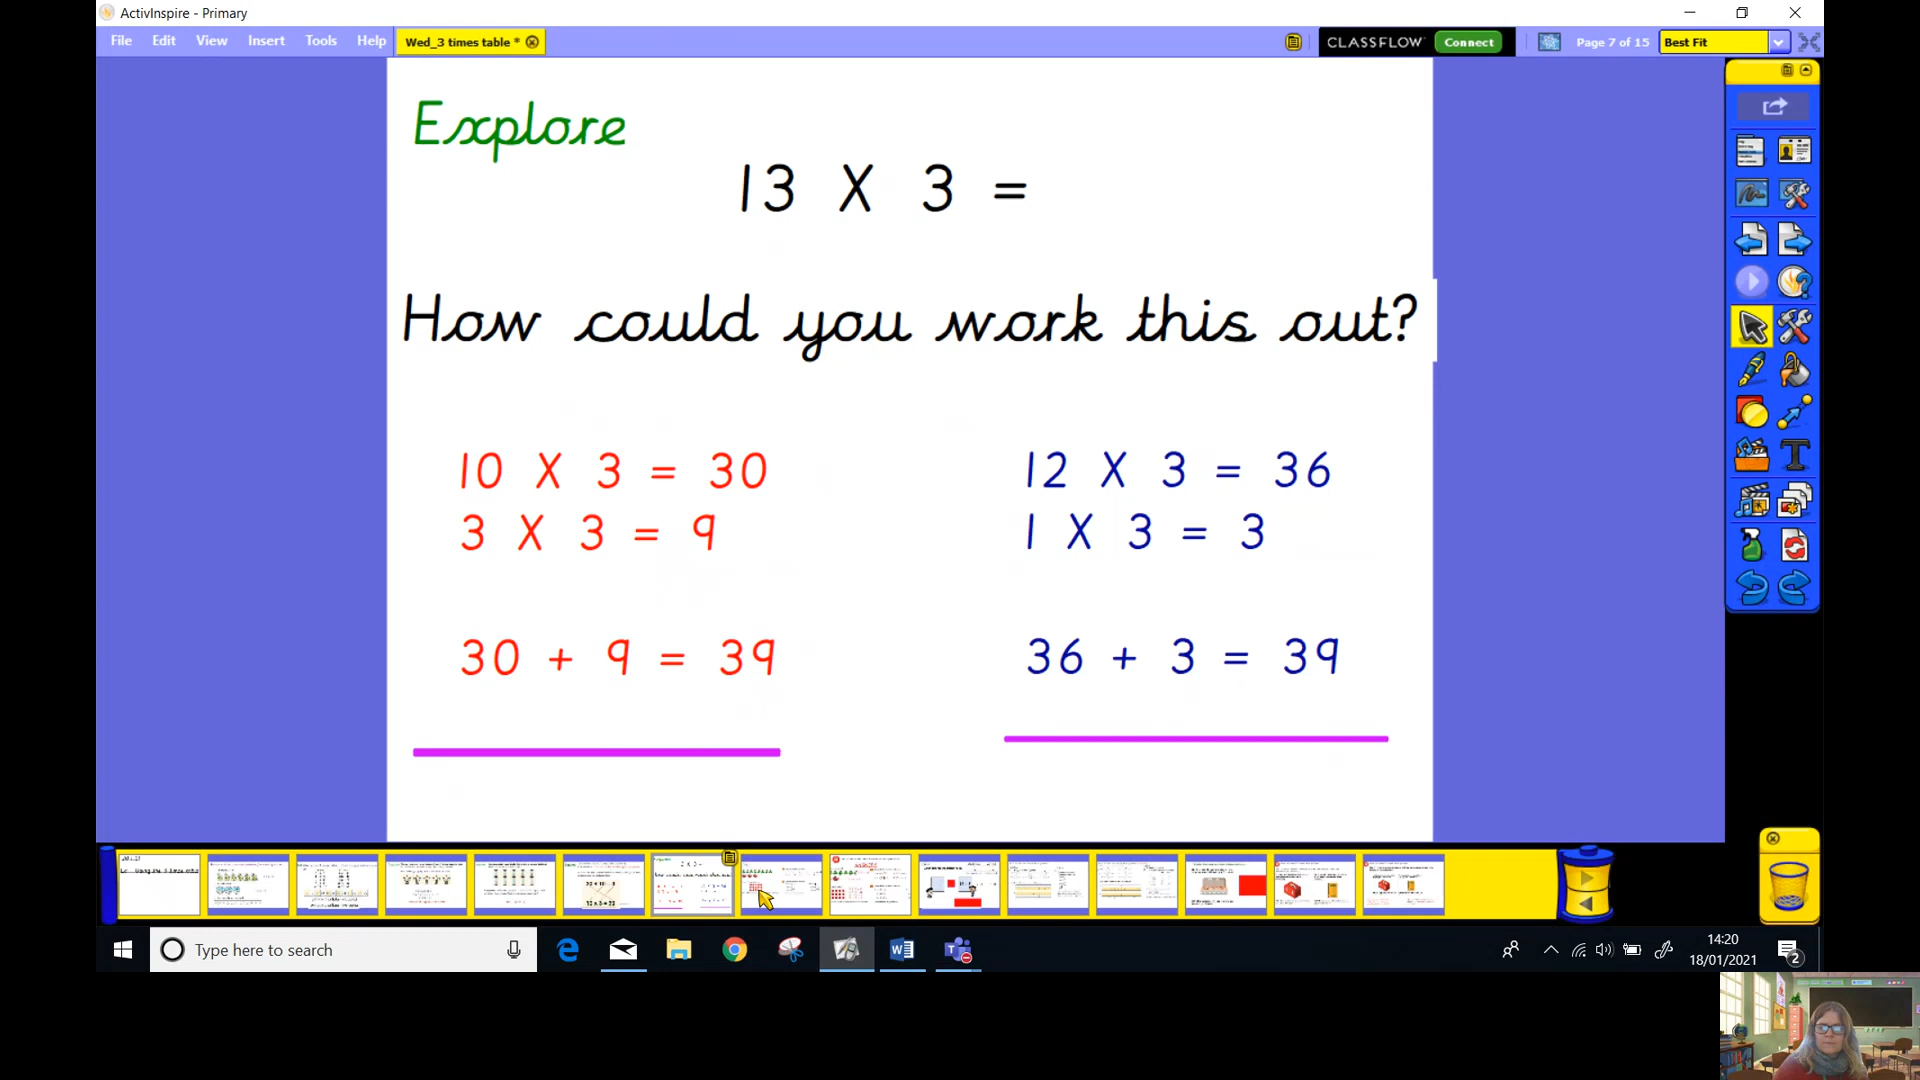 ActivInspire - Primary
File Edit View Insert Tools Help
Wed_3 times table *
CLASSFLOW Connect
Page 7 of 15
Best Fit
Explore
13 X 3 =
How could you work this out?
10 X 3 = 30
3 X 3 = 9
30 + 9 = 39
12 X 3 = 36
1 X 3 = 3
36 + 3 = 39
Type here to search
14:20
18/01/2021
2